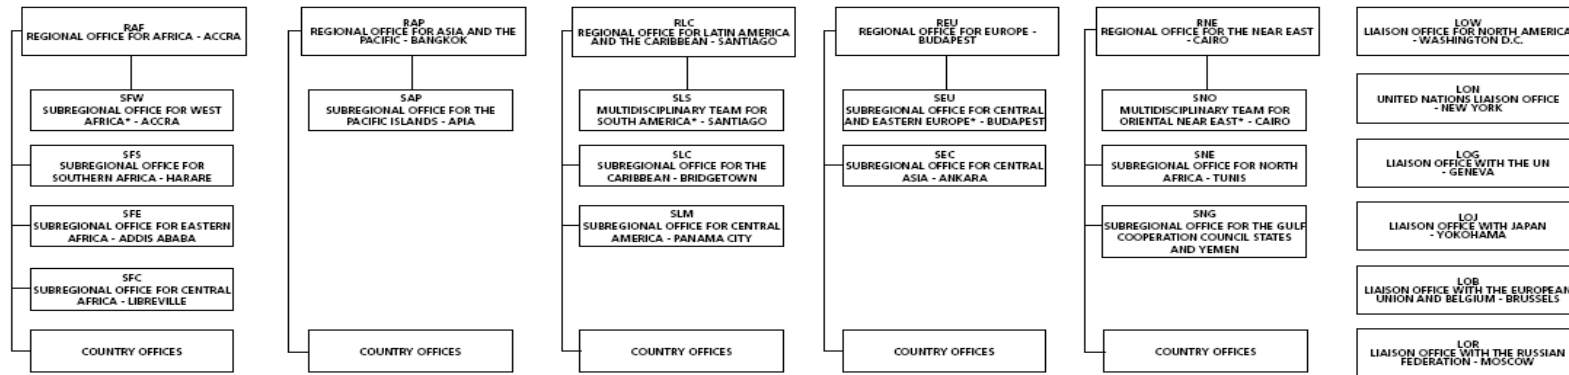 RAF
REGIONAL OFFICE FOR AFRICA - ACCRA
SFW
SUBREGIONAL OFFICE FOR WEST
AFRICA* - ACCRA
SFS
SUBREGIONAL OFFICE FOR
SOUTHERN AFRICA - HARARE
SFE
SUBREGIONAL OFFICE FOR EASTERN
AFRICA - ADDIS ABABA
SFC
SUBREGIONAL OFFICE FOR CENTRAL
AFRICA - LIBREVILLE
COUNTRY OFFICES
RAP
REGIONAL OFFICE FOR ASIA AND THE
PACIFIC - BANGKOK
SAP
SUBREGIONAL OFFICE FOR THE
PACIFIC ISLANDS - APIA
COUNTRY OFFICES
RLC
REGIONAL OFFICE FOR LATIN AMERICA
AND THE CARIBBEAN - SANTIAGO
SLS
MULTIDISCIPLINARY TEAM FOR
SOUTH AMERICA* - SANTIAGO
SLC
SUBREGIONAL OFFICE FOR THE
CARIBBEAN - BRIDGETOWN
SLM
SUBREGIONAL OFFICE FOR CENTRAL
AMERICA - PANAMA CITY
COUNTRY OFFICES
REU
REGIONAL OFFICE FOR EUROPE -
BUDAPEST
SEU
SUBREGIONAL OFFICE FOR CENTRAL
AND EASTERN EUROPE* - BUDAPEST
SEC
SUBREGIONAL OFFICE FOR CENTRAL
ASIA - ANKARA
COUNTRY OFFICES
RNE
REGIONAL OFFICE FOR THE NEAR EAST
- CAIRO
SNO
MULTIDISCIPLINARY TEAM FOR
ORIENTAL NEAR EAST* - CAIRO
SNE
SUBREGIONAL OFFICE FOR NORTH
AFRICA - TUNIS
SNG
SUBREGIONAL OFFICE FOR THE GULF
COOPERATION COUNCIL STATES
AND YEMEN
COUNTRY OFFICES
LOW
LIAISON OFFICE FOR NORTH AMERICA
- WASHINGTON D.C.
LON
UNITED NATIONS LIAISON OFFICE
- NEW YORK
LOG
LIAISON OFFICE WITH THE UN
- GENEVA
LOJ
LIAISON OFFICE WITH JAPAN
- YOKOHAMA
LOB
LIAISON OFFICE WITH THE EUROPEAN
UNION AND BELGIUM - BRUSSELS
LOR
LIAISON OFFICE WITH THE RUSSIAN
FEDERATION - MOSCOW